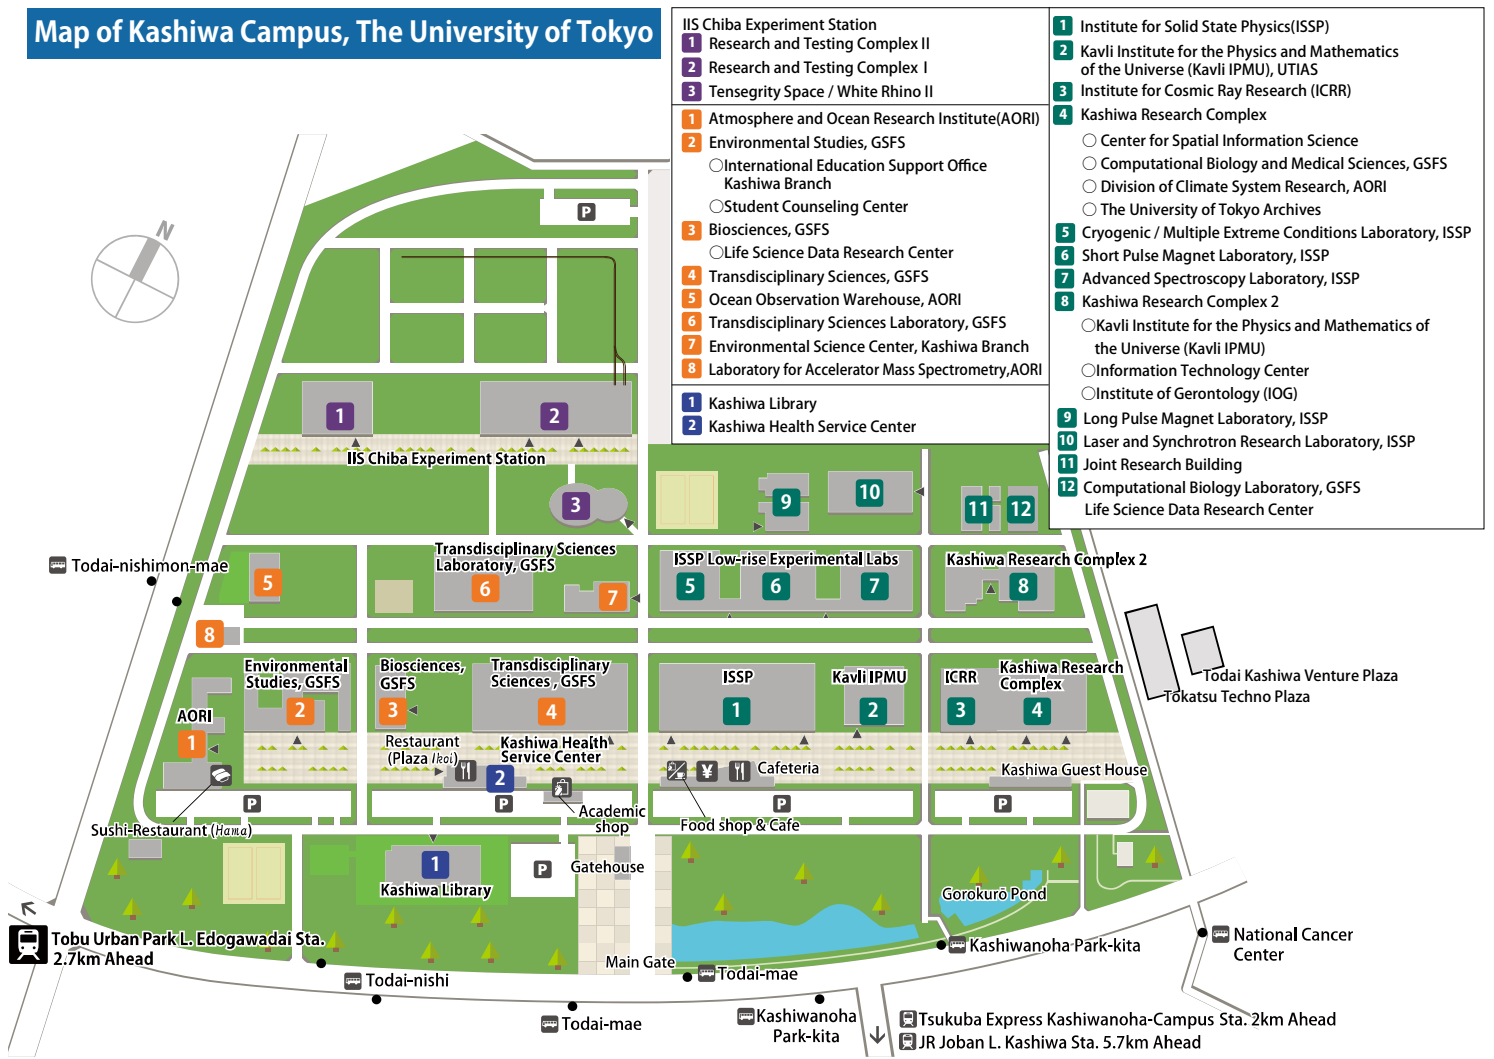 Map of Kashiwa Campus, The University of Tokyo
IIS Chiba Experiment Station
1 Research and Testing Complex II
2 Research and Testing Complex I
3 Tensegrity Space / White Rhino II
1 Atmosphere and Ocean Research Institute(AORI)
2 Environmental Studies, GSFS
○International Education Support Office
Kashiwa Branch
○Student Counseling Center
3 Biosciences, GSFS
○Life Science Data Research Center
4 Transdisciplinary Sciences, GSFS
5 Ocean Observation Warehouse, AORI
6 Transdisciplinary Sciences Laboratory, GSFS
7 Environmental Science Center, Kashiwa Branch
8 Laboratory for Accelerator Mass Spectrometry,AORI
1 Kashiwa Library
2 Kashiwa Health Service Center
1 Institute for Solid State Physics(ISSP)
2 Kavli Institute for the Physics and Mathematics
of the Universe (Kavli IPMU), UTIAS
3 Institute for Cosmic Ray Research (ICRR)
4 Kashiwa Research Complex
○ Center for Spatial Information Science
○ Computational Biology and Medical Sciences, GSFS
○ Division of Climate System Research, AORI
○ The University of Tokyo Archives
5 Cryogenic / Multiple Extreme Conditions Laboratory, ISSP
6 Short Pulse Magnet Laboratory, ISSP
7 Advanced Spectroscopy Laboratory, ISSP
8 Kashiwa Research Complex 2
○Kavli Institute for the Physics and Mathematics of
the Universe (Kavli IPMU)
○Information Technology Center
○Institute of Gerontology (IOG)
9 Long Pulse Magnet Laboratory, ISSP
10 Laser and Synchrotron Research Laboratory, ISSP
11 Joint Research Building
12 Computational Biology Laboratory, GSFS
Life Science Data Research Center
N
P
1
2
IIS Chiba Experiment Station
3
9
10
11
12
Todai-nishimon-mae
5
Transdisciplinary Sciences
Laboratory, GSFS
6
7
ISSP Low-rise Experimental Labs
5
6
7
Kashiwa Research Complex 2
8
8
Environmental
Studies, GSFS
2
Biosciences,
GSFS
3
Transdisciplinary
Sciences , GSFS
4
ISSP
1
Kavli IPMU
2
ICRR
3
Kashiwa Research
Complex
4
Todai Kashiwa Venture Plaza
Tokatsu Techno Plaza
AORI
1
Restaurant
(Plaza Ikoi)
Kashiwa Health
Service Center
2
¥
Cafeteria
Kashiwa Guest House
P
P
P
P
Sushi-Restaurant (Hama)
Academic
shop
Food shop & Cafe
1
Kashiwa Library
P
Gatehouse
Gorokurō Pond
Tobu Urban Park L. Edogawadai Sta.
2.7km Ahead
Main Gate
Kashiwanoha Park-kita
National Cancer
Center
Todai-nishi
Todai-mae
Todai-mae
Kashiwanoha
Park-kita
Tsukuba Express Kashiwanoha-Campus Sta. 2km Ahead
JR Joban L. Kashiwa Sta. 5.7km Ahead